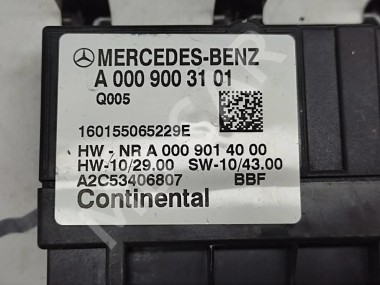 MERCEDES-BENZ
A 000 900 31 01
Q005
160155065229E
HW - NR A 000 901 40 00
HW-10/29.00 SW-10/43.00
A2C53406807 BBF
Continental